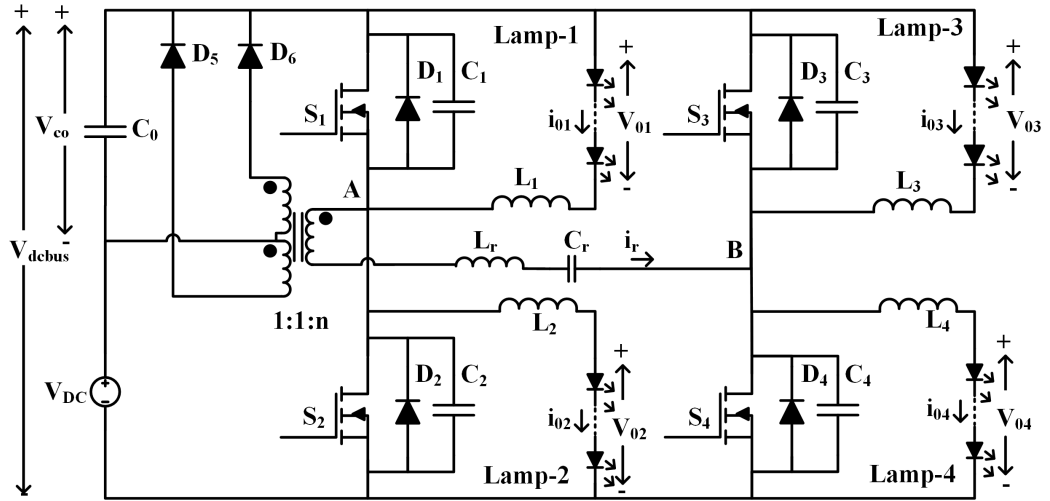 + +
D5 D6
Lamp-1
Lamp-3
+ +
D1 C1
D3 C3
Vco C0
S1
i01 V01
S3
i03 V03
- -
A
L1
L3
-
Vdcbus
Lr Cr ir B
1:1:n
L2
L4
+ +
VDC + -
D2 C2
D4 C4
S2
i02 V02
S4
i04 V04
- -
Lamp-2
Lamp-4
-